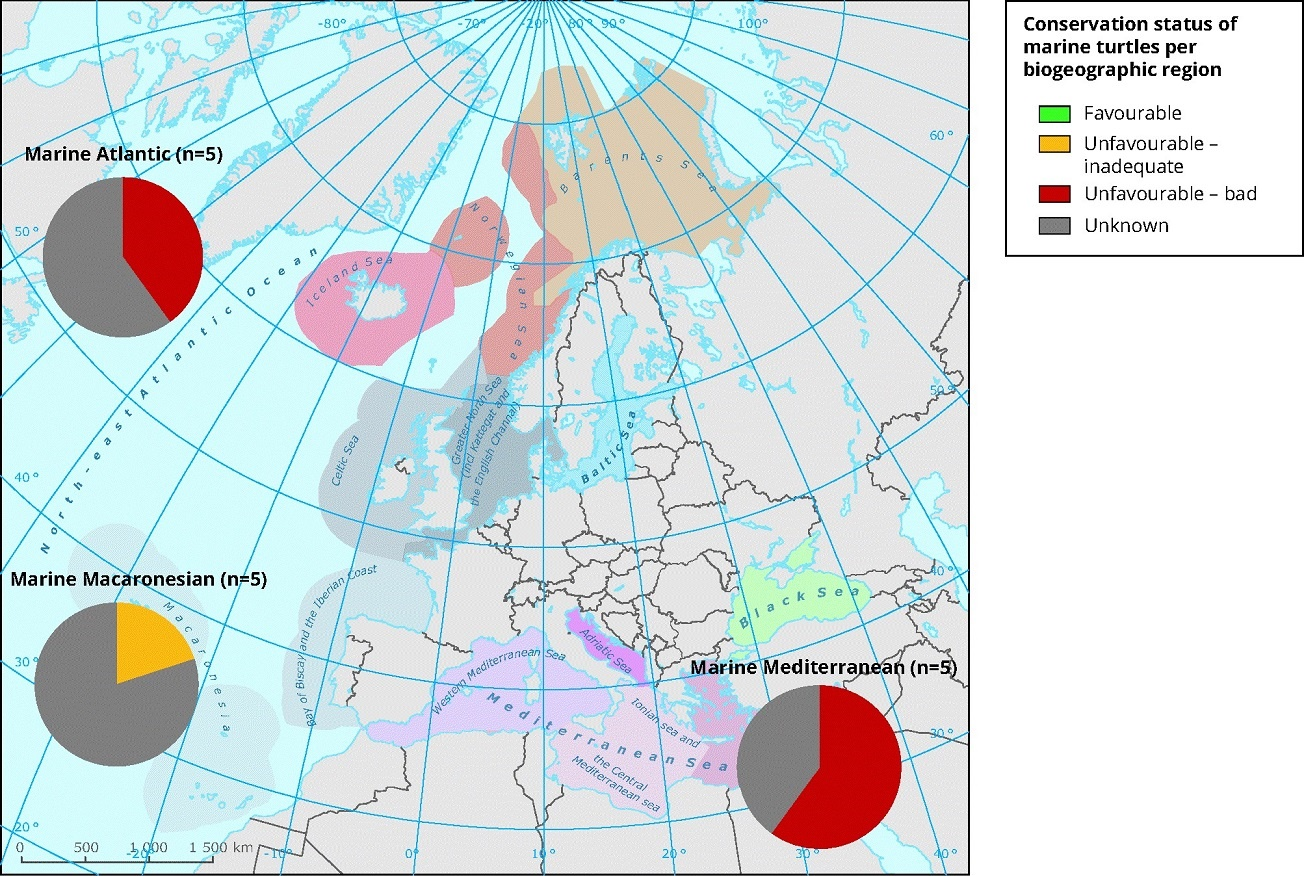 Conservation status of
marine turtles per
biogeographic region
Favourable
Unfavourable –
inadequate
Unfavourable – bad
Unknown
-80°
-70°
-20°
80°
90°
100°
60°
Marine Atlantic (n=5)
50°
Barents Sea
Norwegian Sea
Iceland Sea
North-east Atlantic Ocean
50°
40°
Celtic Sea
Greater North Sea
(incl Kattegat and
the English Channel)
Baltic Sea
40°
Marine Macaronesian (n=5)
Macaronesia
Bay of Biscay and the Iberian Coast
Black Sea
30°
Adriatic Sea
Western Mediterranean Sea
Marine Mediterranean (n=5)
Mediterranean Sea
Ionian sea and
the Central
Mediterranean sea
30°
20°
0 500 1 000 1 500 km
-20°
-10°
0°
10°
20°
30°
40°